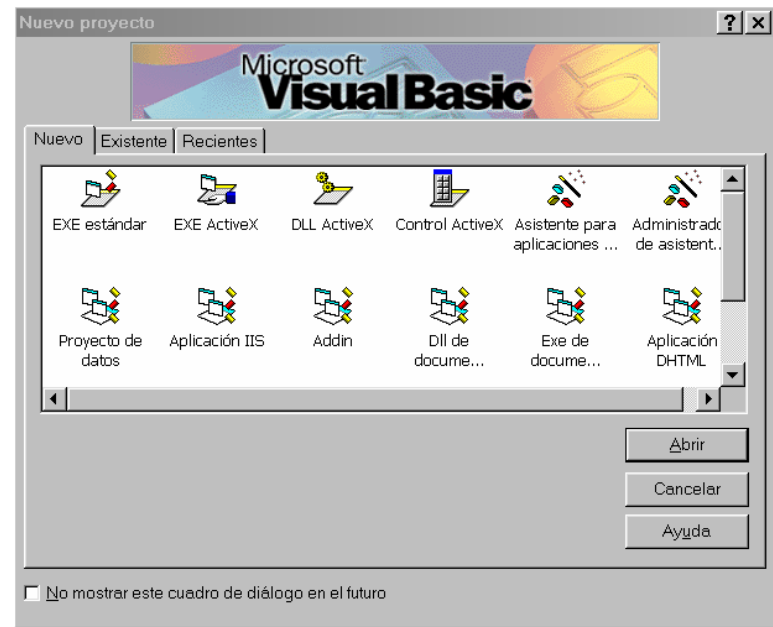 Nuevo proyecto
Microsoft
Visual Basic
Nuevo Existente Recientes
EXE estándar EXE ActiveX DLL ActiveX Control ActiveX Asistente para aplicaciones ... Administrado de asistent..
Proyecto de datos Aplicación IIS Addin Dll de docume... Exe de docume... Aplicación DHTML
Abrir
Cancelar
Ayuda
No mostrar este cuadro de diálogo en el futuro